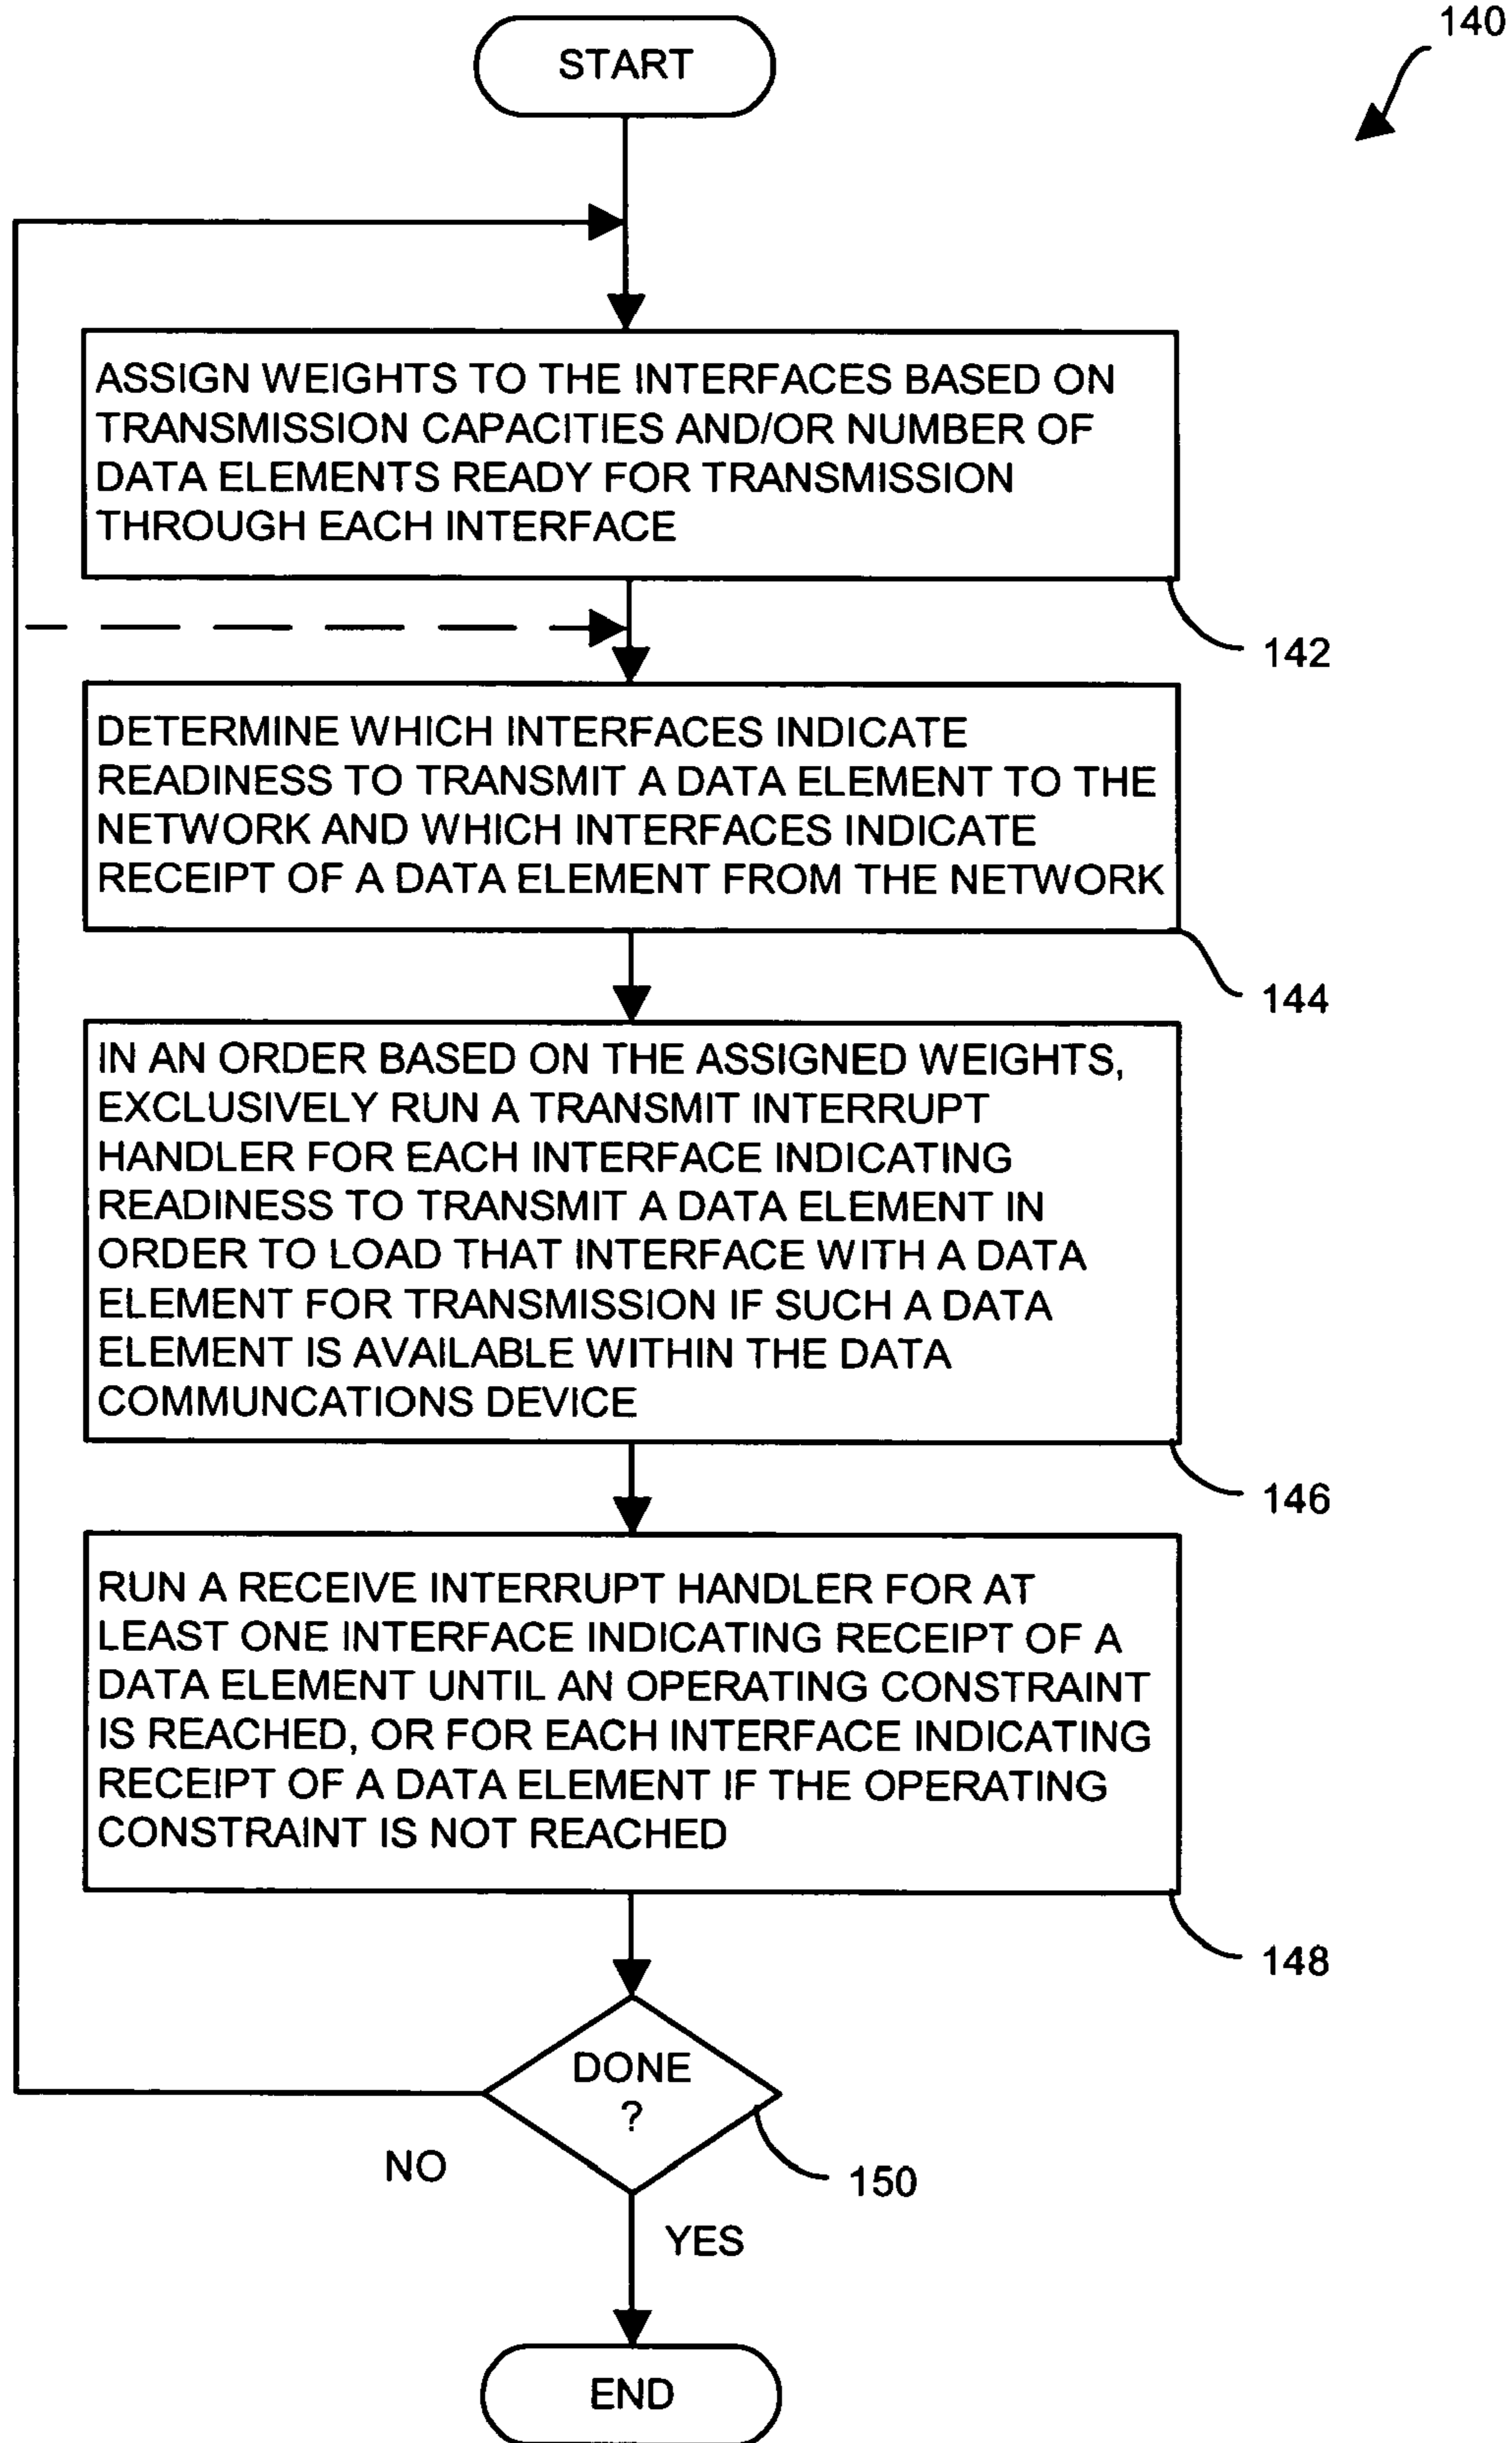 140
START
ASSIGN WEIGHTS TO THE INTERFACES BASED ON
TRANSMISSION CAPACITIES AND/OR NUMBER OF
DATA ELEMENTS READY FOR TRANSMISSION
THROUGH EACH INTERFACE
142
DETERMINE WHICH INTERFACES INDICATE
READINESS TO TRANSMIT A DATA ELEMENT TO THE
NETWORK AND WHICH INTERFACES INDICATE
RECEIPT OF A DATA ELEMENT FROM THE NETWORK
144
IN AN ORDER BASED ON THE ASSIGNED WEIGHTS,
EXCLUSIVELY RUN A TRANSMIT INTERRUPT
HANDLER FOR EACH INTERFACE INDICATING
READINESS TO TRANSMIT A DATA ELEMENT IN
ORDER TO LOAD THAT INTERFACE WITH A DATA
ELEMENT FOR TRANSMISSION IF SUCH A DATA
ELEMENT IS AVAILABLE WITHIN THE DATA
COMMUNCATIONS DEVICE
146
RUN A RECEIVE INTERRUPT HANDLER FOR AT
LEAST ONE INTERFACE INDICATING RECEIPT OF A
DATA ELEMENT UNTIL AN OPERATING CONSTRAINT
IS REACHED, OR FOR EACH INTERFACE INDICATING
RECEIPT OF A DATA ELEMENT IF THE OPERATING
CONSTRAINT IS NOT REACHED
148
DONE
?
150
NO
YES
END